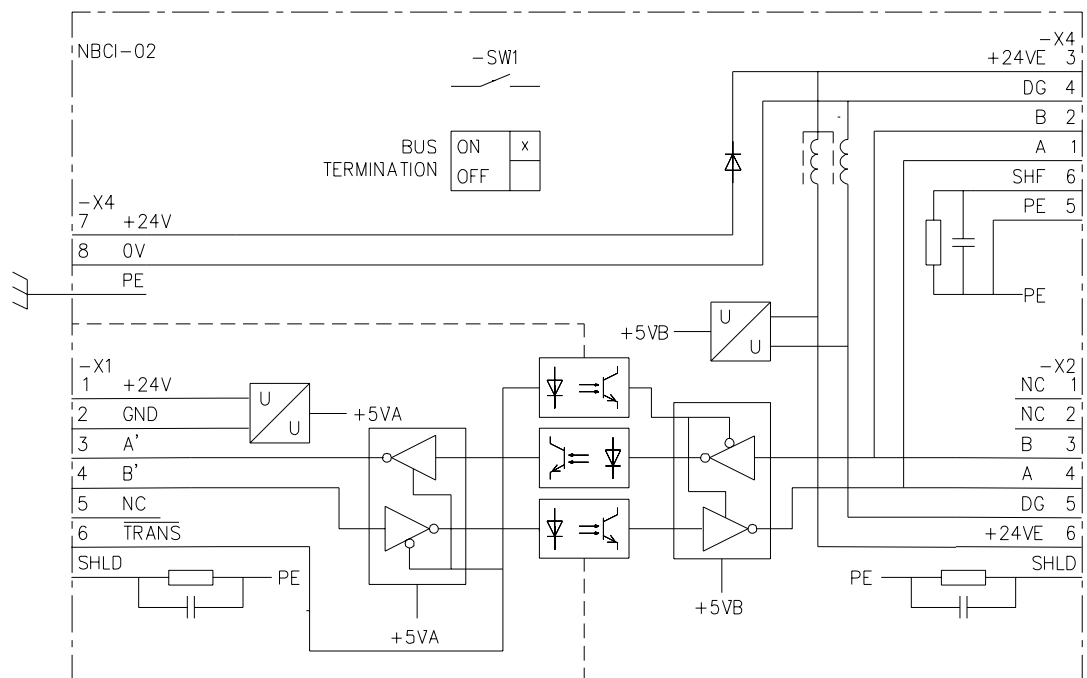 NBCI-02
-SW1
BUS TERMINATION
ON x
OFF
-X4
+24VE 3
DG 4
B 2
A 1
SHF 6
PE 5
PE
-X4
7 +24V
8 0V
PE
+5VB
U
U
-X1
1 +24V
2 GND
3 A'
4 B'
5 NC
6 TRANS
SHLD
PE
U
U
+5VA
+5VA
+5VB
-X2
NC 1
NC 2
B 3
A 4
DG 5
+24VE 6
SHLD
PE